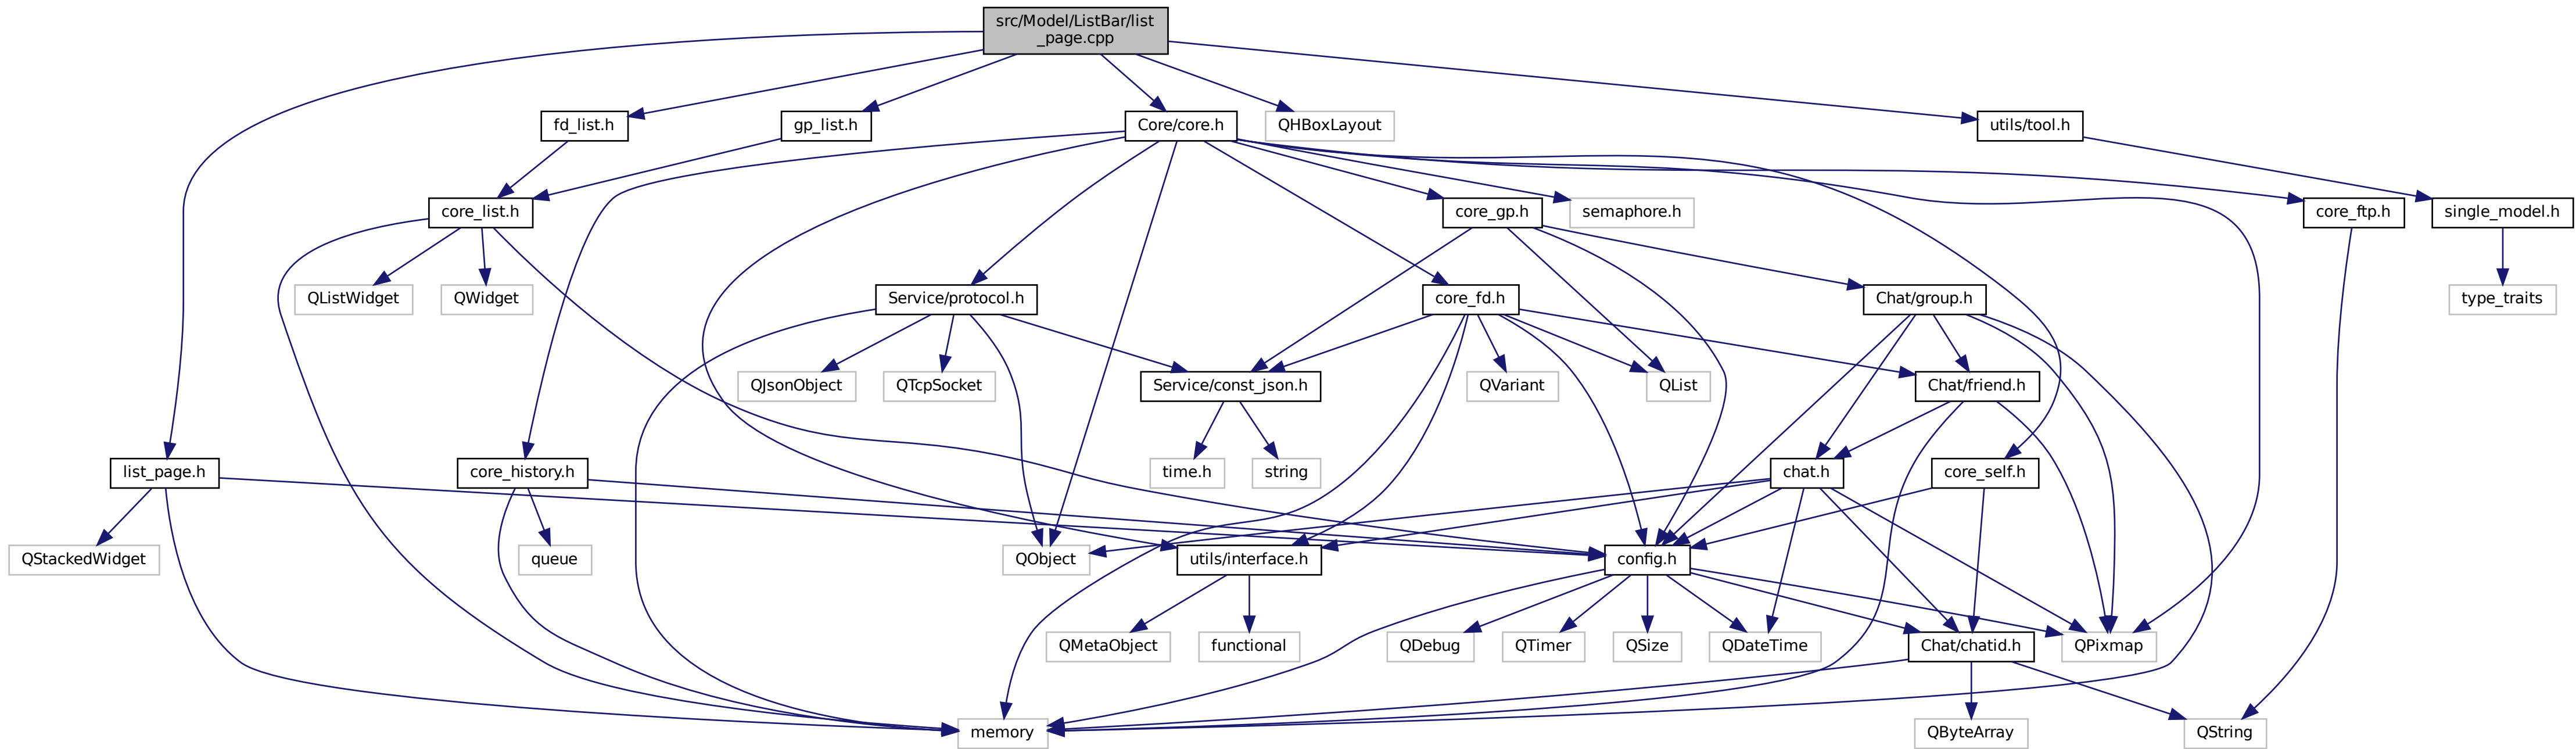 src/Model/ListBar/list
_page.cpp
fd_list.h
gp_list.h
Core/core.h
QHBoxLayout
utils/tool.h
core_list.h
core_gp.h
semaphore.h
core_ftp.h
single_model.h
QListWidget
QWidget
Service/protocol.h
core_fd.h
Chat/group.h
type_traits
QJsonObject
QTcpSocket
Service/const_json.h
QVariant
QList
Chat/friend.h
list_page.h
core_history.h
time.h
string
chat.h
core_self.h
QStackedWidget
queue
QObject
utils/interface.h
config.h
QMetaObject
functional
QDebug
QTimer
QSize
QDateTime
Chat/chatid.h
QPixmap
memory
QByteArray
QString